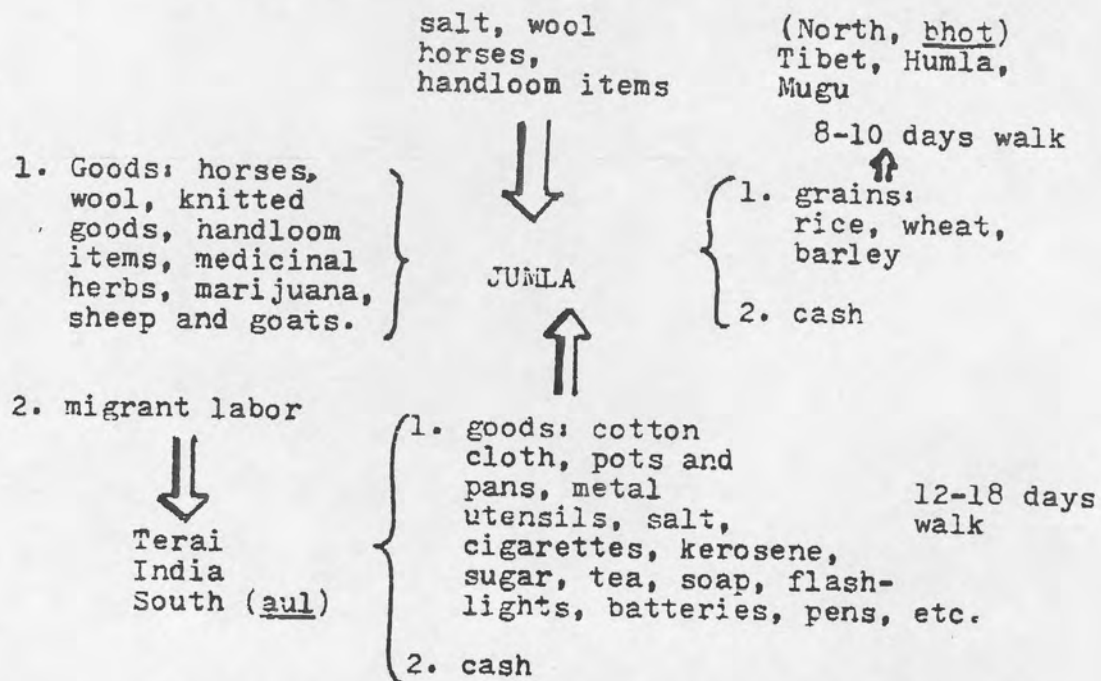 salt, wool
horses,
handloom items
(North, bhot)
Tibet, Humla,
Mugu
8-10 days walk
1. Goods: horses,
wool, knitted
goods, handloom
items, medicinal
herbs, marijuana,
sheep and goats.
JUMLA
1. grains:
rice, wheat,
barley
2. cash
2. migrant labor
Terai
India
South (aul)
1. goods: cotton
cloth, pots and
pans, metal
utensils, salt,
cigarettes, kerosene,
sugar, tea, soap, flash-
lights, batteries, pens, etc.
2. cash
12-18 days
walk